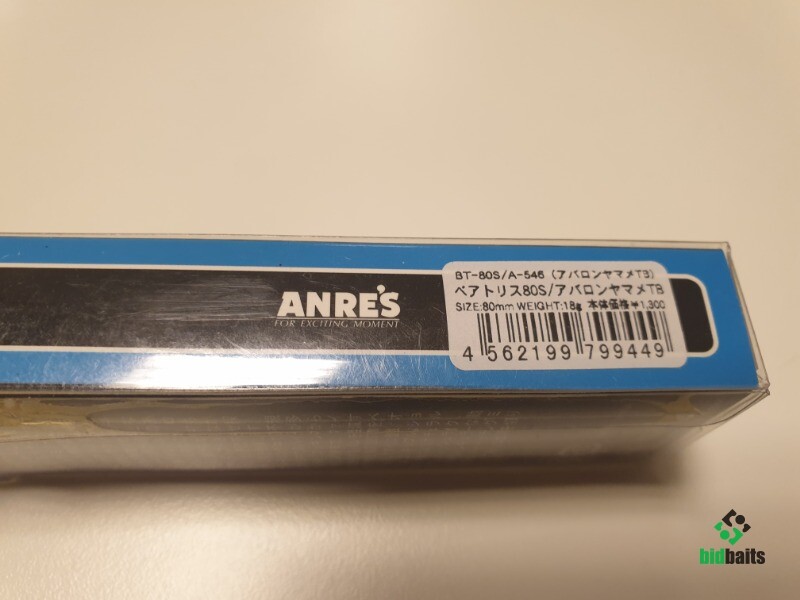 BT-80S/A-546 (アバロンヤマメTB)
ベアトリス80S/アバロンヤマメTB
SIZE:80mm WEIGHT:18g 本体価格¥1,300
4 562199 799449
ANRE'S
FOR EXCITING MOMENT
bidbaits